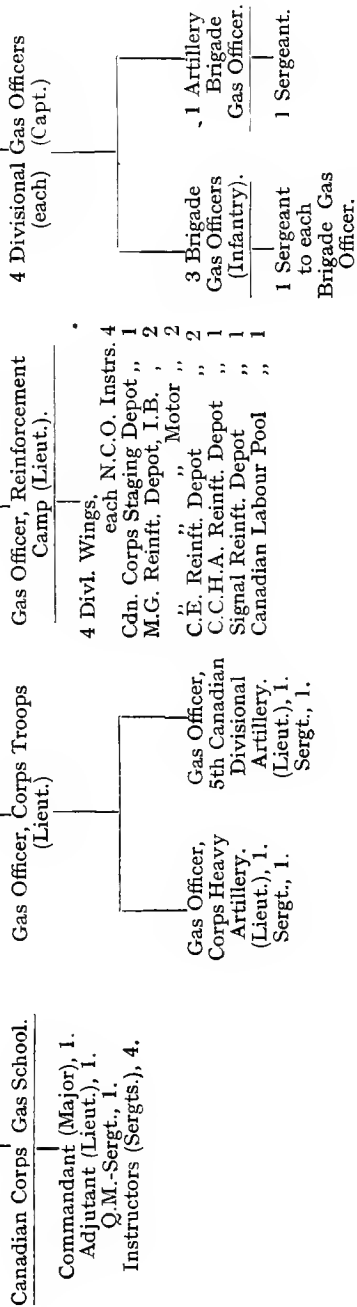 Canadian Corps Gas School.
Commandant (Major), 1.
Adjutant (Lieut.), 1.
Q.M.-Sergt., 1.
Instructors (Sergts.), 4.
Gas Officer, Corps Troops
(Lieut.)
Gas Officer,
Corps Heavy
Artillery.
(Lieut.), 1.
Sergt., 1.
Gas Officer,
5th Canadian
Divisional
Artillery.
(Lieut.), 1.
Sergt., 1.
Gas Officer, Reinforcement
Camp (Lieut.).
4 Divl. Wings,
each N.C.O. Instrs. 4
Cdn. Corps Staging Depot ,, 1
M.G. Reinft. Depot, I.B. , 2
,, ,, Motor ,, 2
C.E. Reinft. Depot ,, 2
C.C.H.A. Reinft. Depot ,, 1
Signal Reinft. Depot ,, 1
Canadian Labour Pool ,, 1
4 Divisional Gas Officers
(each) (Capt.)
3 Brigade
Gas Officers
(Infantry).
1 Sergeant
to each
Brigade Gas
Officer.
1 Artillery
Brigade
Gas Officer.
1 Sergeant.